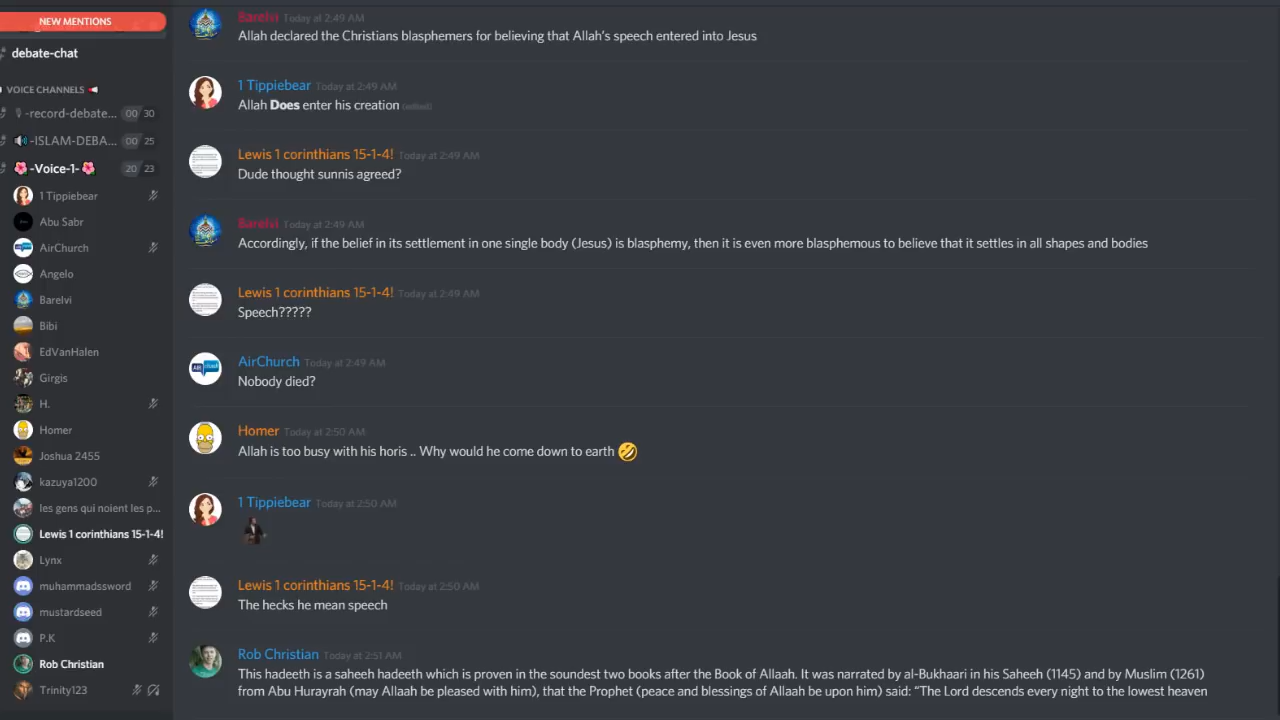 NEW MENTIONS
debate-chat
VOICE CHANNELS
-record-debate... 00 30
-ISLAM-DEBA... 00 25
-Voice-1- 20 23
1 Tippiebear
Abu Sabr
AirChurch
Angelo
Barelvi
Bibi
EdVanHalen
Girgis
H.
Homer
Joshua 2455
kazuya1200
les gens qui noient les p...
Lewis 1 corinthians 15-1-4!
Lynx
muhammadssword
mustardseed
P.K
Rob Christian
Trinity123
Barelvi Today at 2:49 AM
Allah declared the Christians blasphemers for believing that Allah's speech entered into Jesus
1 Tippiebear Today at 2:49 AM
Allah Does enter his creation (edited)
Lewis 1 corinthians 15-1-4! Today at 2:49 AM
Dude thought sunnis agreed?
Barelvi Today at 2:49 AM
Accordingly, if the belief in its settlement in one single body (Jesus) is blasphemy, then it is even more blasphemous to believe that it settles in all shapes and bodies
Lewis 1 corinthians 15-1-4! Today at 2:49 AM
Speech?????
AirChurch Today at 2:49 AM
Nobody died?
Homer Today at 2:50 AM
Allah is too busy with his horis .. Why would he come down to earth
1 Tippiebear Today at 2:50 AM
Lewis 1 corinthians 15-1-4! Today at 2:50 AM
The hecks he mean speech
Rob Christian Today at 2:51 AM
This hadeeth is a saheeh hadeeth which is proven in the soundest two books after the Book of Allaah. It was narrated by al-Bukhaari in his Saheeh (1145) and by Muslim (1261)
from Abu Hurayrah (may Allaah be pleased with him), that the Prophet (peace and blessings of Allaah be upon him) said: “The Lord descends every night to the lowest heaven